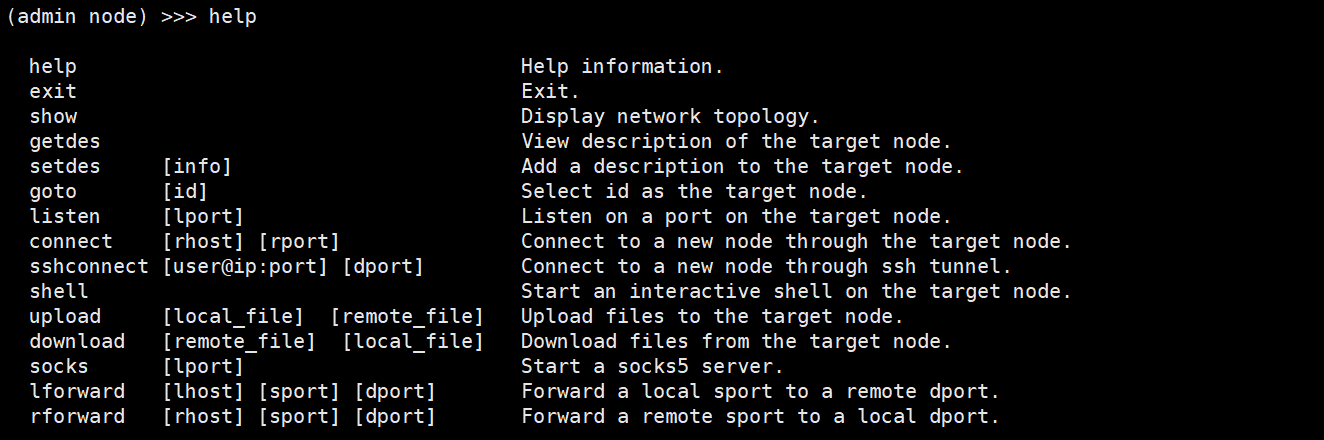 (admin node) >>> help
help Help information.
exit Exit.
show Display network topology.
getdes View description of the target node.
setdes [info] Add a description to the target node.
goto [id] Select id as the target node.
listen [lport] Listen on a port on the target node.
connect [rhost] [rport] Connect to a new node through the target node.
sshconnect [user@ip:port] [dport] Connect to a new node through ssh tunnel.
shell Start an interactive shell on the target node.
upload [local_file] [remote_file] Upload files to the target node.
download [remote_file] [local_file] Download files from the target node.
socks [lport] Start a socks5 server.
lforward [lhost] [sport] [dport] Forward a local sport to a remote dport.
rforward [rhost] [sport] [dport] Forward a remote sport to a local dport.